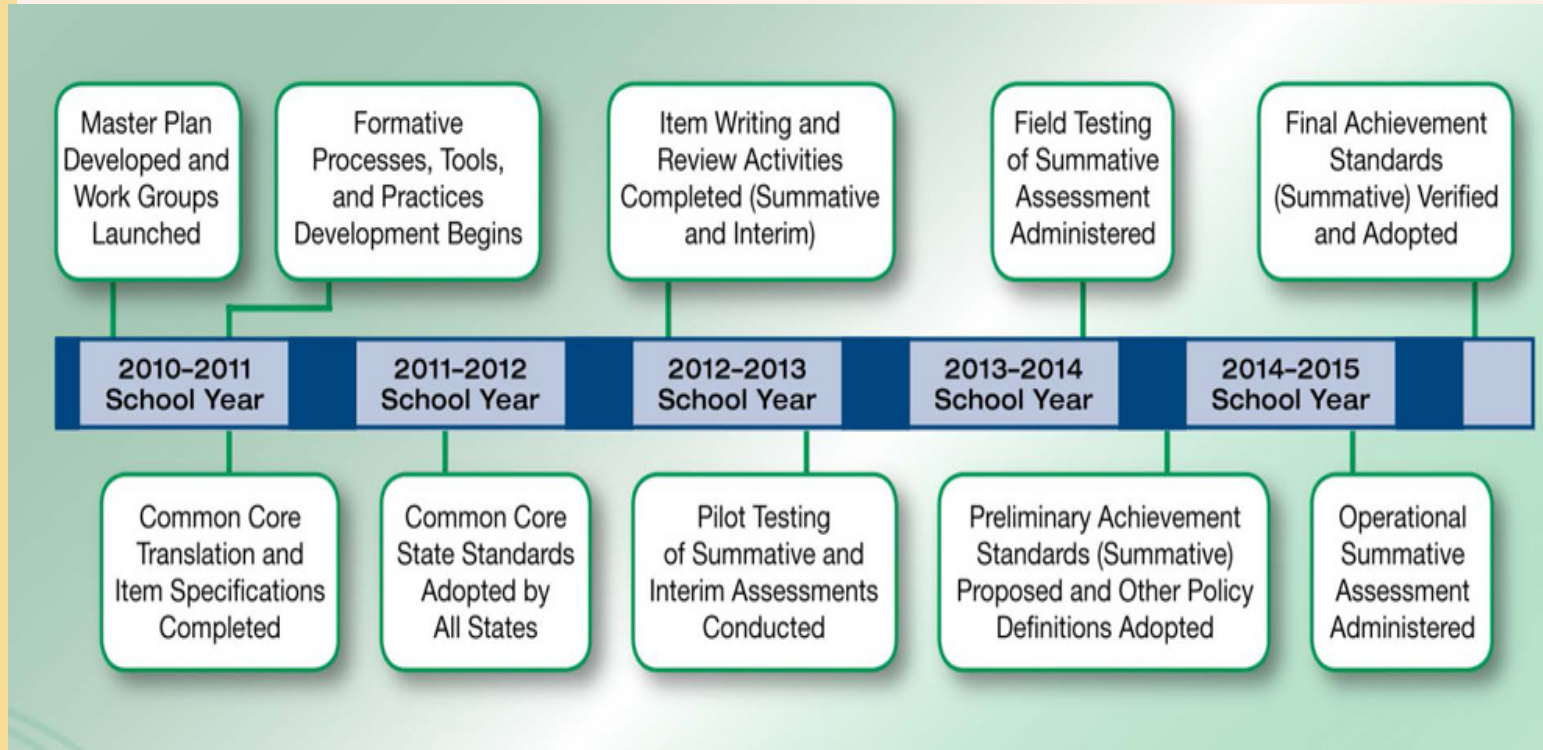 Master Plan
Developed and
Work Groups
Launched
Formative
Processes, Tools,
and Practices
Development Begins
Item Writing and
Review Activities
Completed (Summative
and Interim)
Field Testing
of Summative
Assessment
Administered
Final Achievement
Standards
(Summative) Verified
and Adopted
2010–2011
School Year
2011–2012
School Year
2012–2013
School Year
2013–2014
School Year
2014–2015
School Year
Common Core
Translation and
Item Specifications
Completed
Common Core
State Standards
Adopted by
All States
Pilot Testing
of Summative and
Interim Assessments
Conducted
Preliminary Achievement
Standards (Summative)
Proposed and Other Policy
Definitions Adopted
Operational
Summative
Assessment
Administered